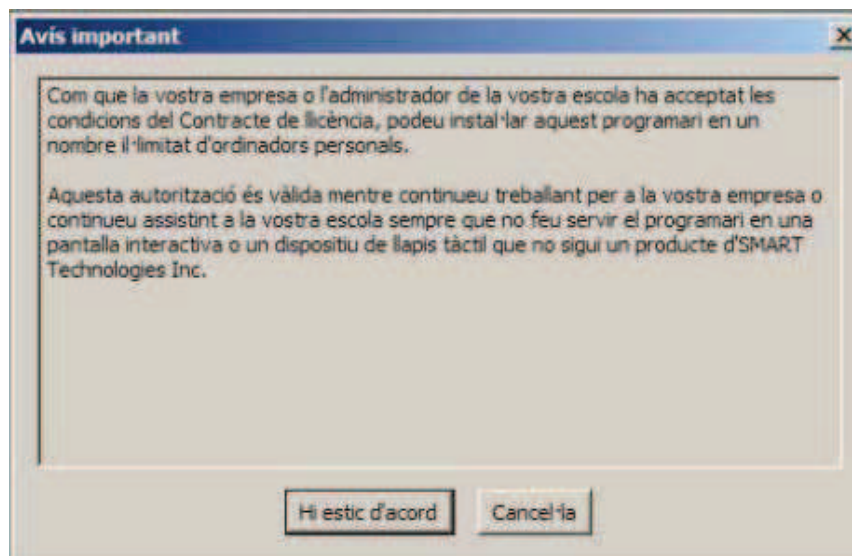 Avís important
Com que la vostra empresa o l'administrador de la vostra escola ha acceptat les
condicions del Contracte de llicència, podeu instal·lar aquest programari en un
nombre il·limitat d'ordinadors personals.
Aquesta autorització és vàlida mentre continueu treballant per a la vostra empresa o
continueu assistint a la vostra escola sempre que no feu servir el programari en una
pantalla interactiva o un dispositiu de llapis tàctil que no sigui un producte d'SMART
Technologies Inc.
Hi estic d'acord
Cancel·la